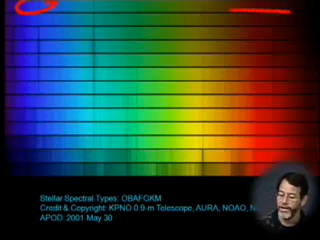 Stellar Spectral Types: OBAFGKM
Credit & Copyright: KPNO 0.9-m Telescope, AURA, NOAO,
APOD: 2001 May 30